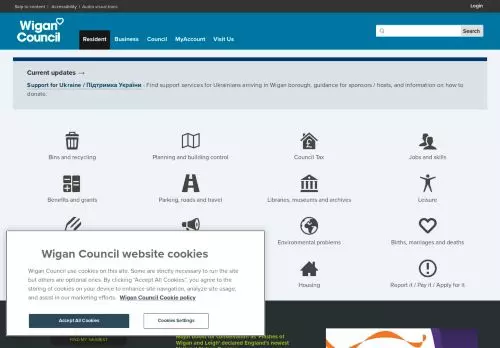 Skip to content
Accessibility
Audio visual tools
Login
Wigan
Council
Resident
Business
Council
MyAccount
Visit Us
Search
Current updates →
Support for Ukraine / Підтримка України - Find support services for Ukrainians arriving in Wigan borough, guidance for sponsors / hosts, and information on how to
donate.
Bins and recycling
Planning and building control
Council Tax
Jobs and skills
Benefits and grants
Parking, roads and travel
Libraries, museums and archives
Leisure
Environmental problems
Births, marriages and deaths
Housing
Report it / Pay it / Apply for it
Wigan Council website cookies
Wigan Council use cookies on this site. Some are strictly necessary to run the site
but others are optional ones. By clicking "Accept All Cookies", you agree to the
storing of cookies on your device to enhance site navigation, analyze site usage,
and assist in our marketing efforts. Wigan Council Cookie policy
Accept All Cookies
Cookies Settings
FIND MY NEAREST
and Leigh' declared England's newest